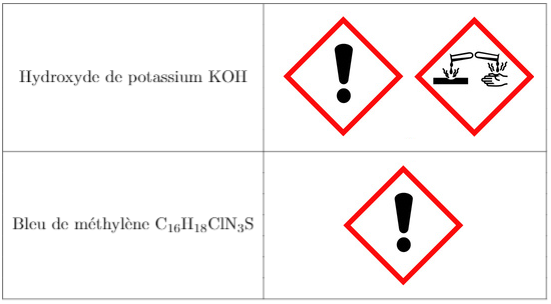 Hydroxyde de potassium KOH
Bleu de méthylène C₁₆H₁₈ClN₃S